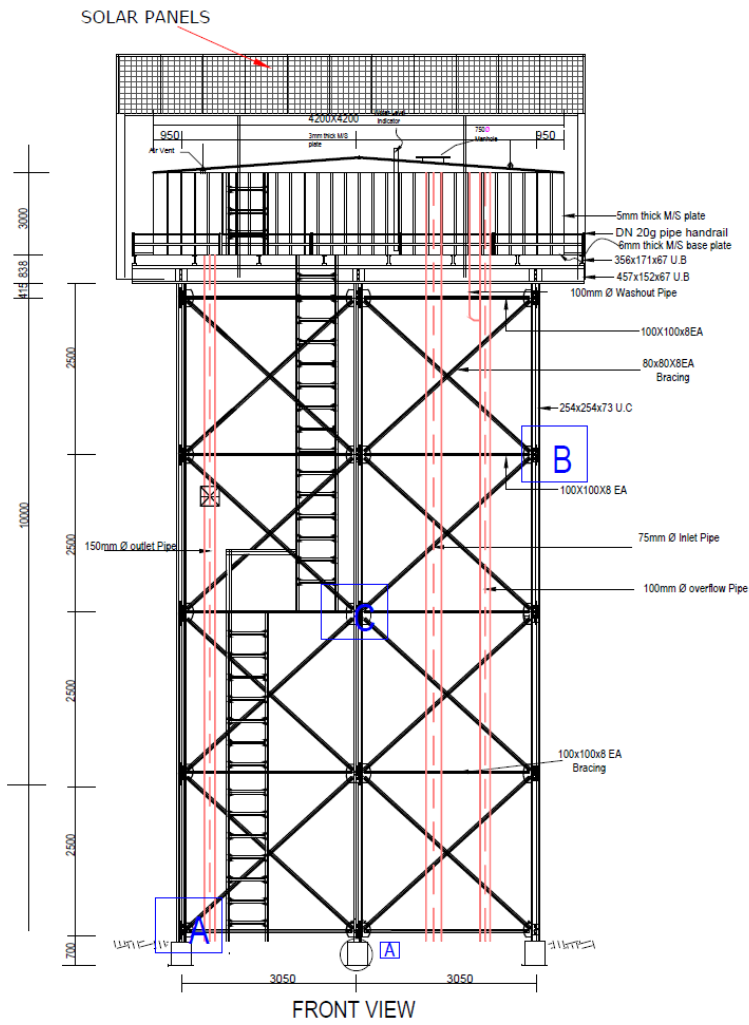 SOLAR PANELS
4200X4200
Water Level
Indicator
950
3mm thick M/S
plate
750
Manhole
950
Air Vent
3000
5mm thick M/S plate
DN 20g pipe handrail
6mm thick M/S base plate
356x171x67 U.B
838
457x152x67 U.B
415
100mm Ø Washout Pipe
100X100x8EA
2500
80x80X8EA
Bracing
254x254x73 U.C
B
100X100X8 EA
10000
2500
150mm Ø outlet Pipe
75mm Ø Inlet Pipe
100mm Ø overflow Pipe
C
2500
100x100x8 EA
Bracing
2500
A
700
A
3050
3050
FRONT VIEW